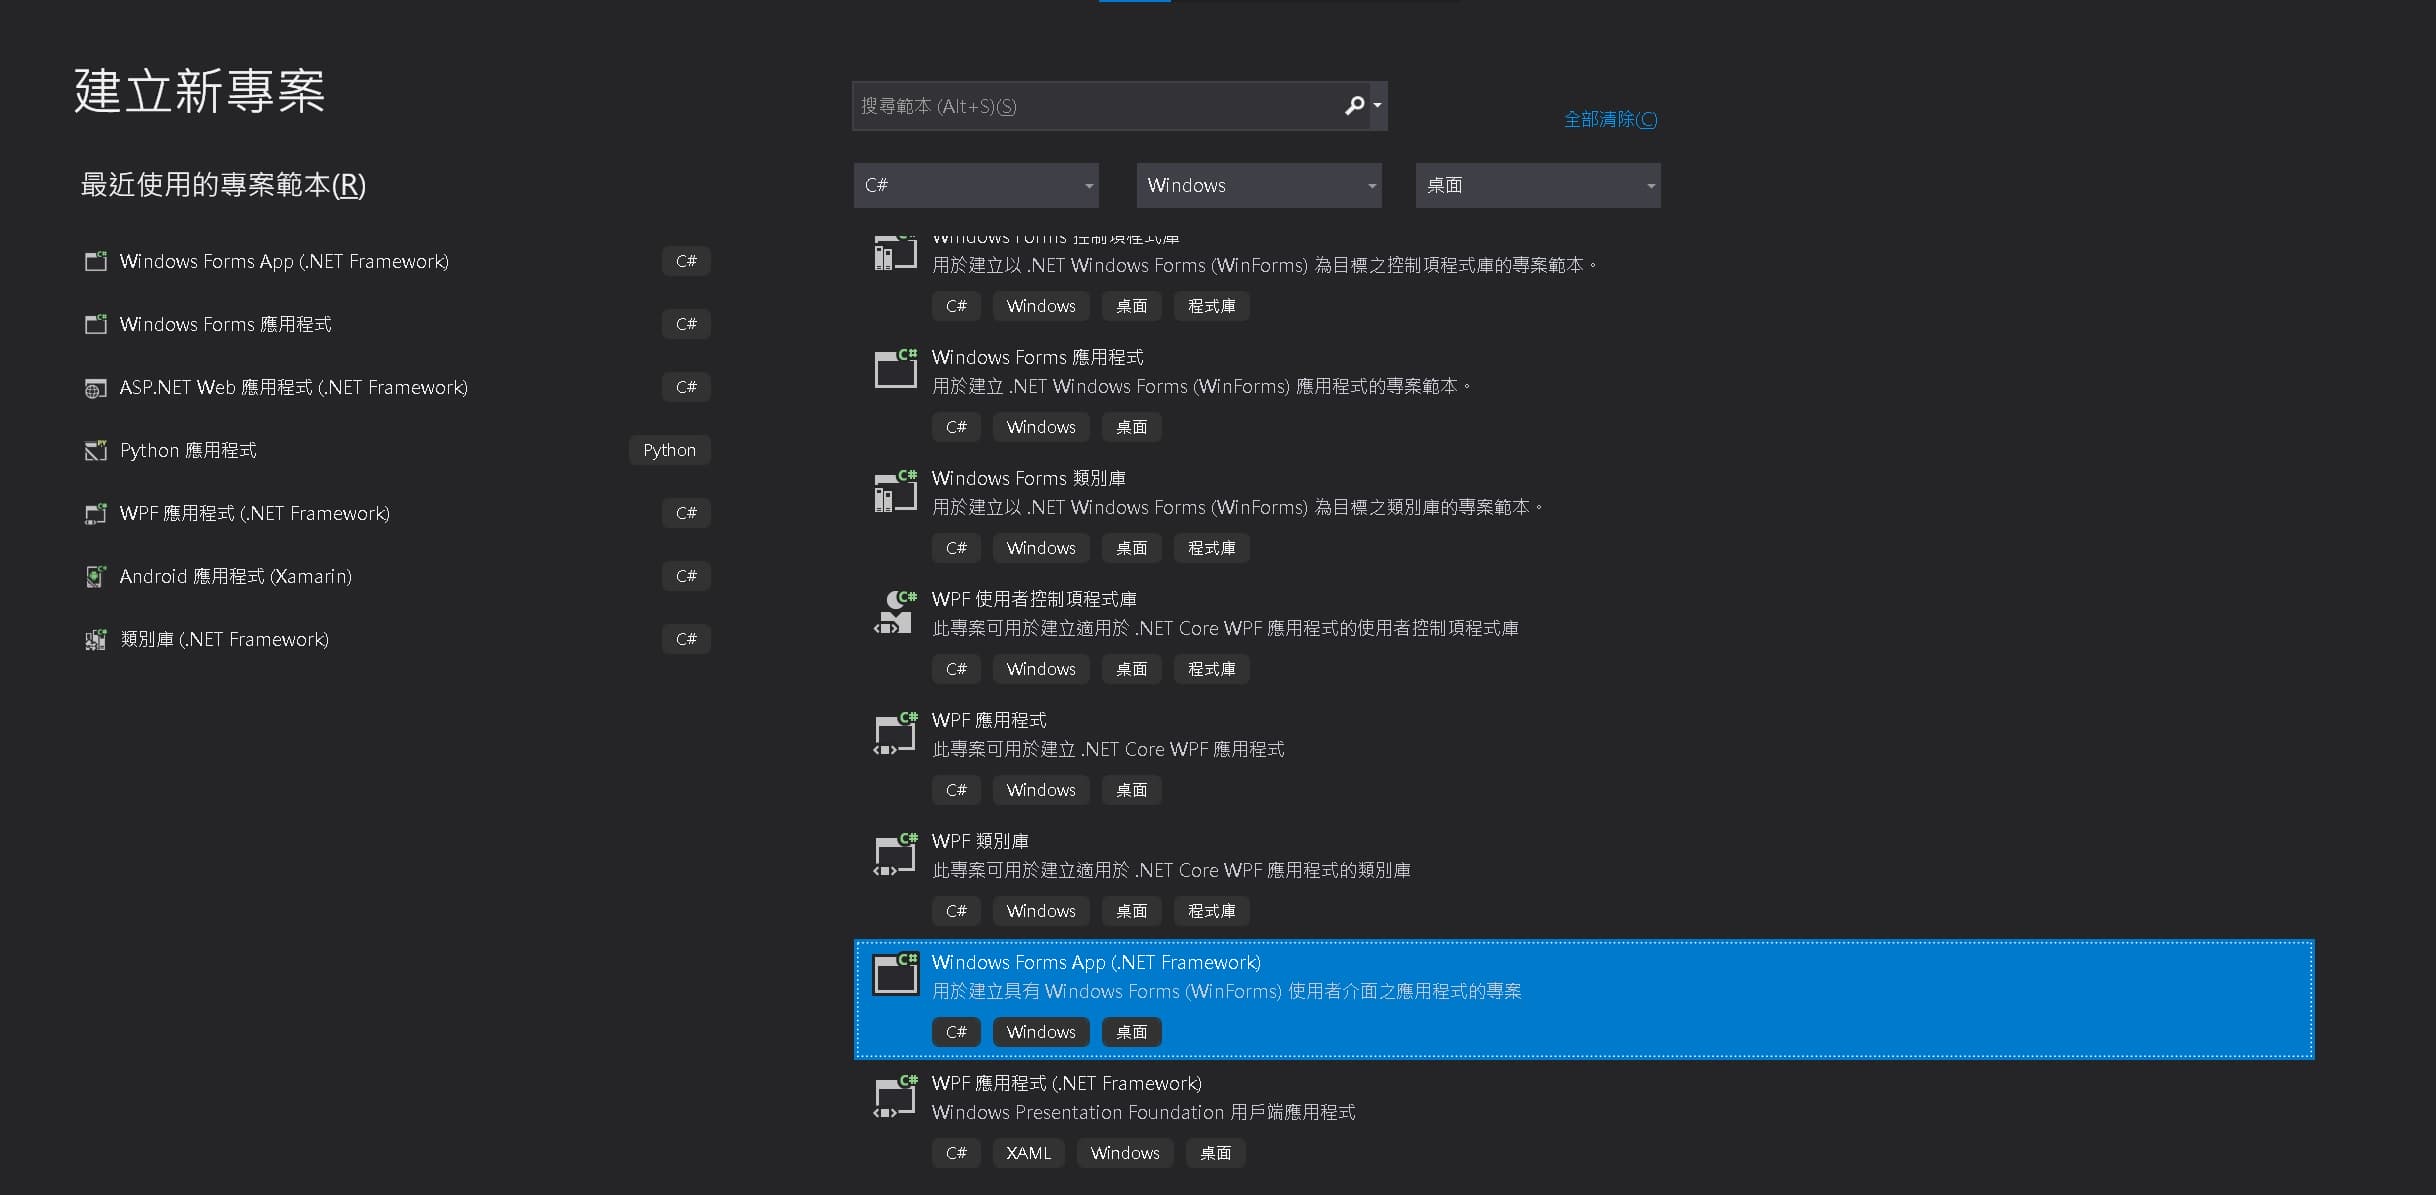 建立新專案
最近使用的專案範本(R)
Windows Forms App (.NET Framework) C#
Windows Forms 應用程式 C#
ASP.NET Web 應用程式 (.NET Framework) C#
Python 應用程式 Python
WPF 應用程式 (.NET Framework) C#
Android 應用程式 (Xamarin) C#
類別庫 (.NET Framework) C#
搜尋範本 (Alt+S)(S)
全部清除(C)
C# Windows 桌面
Windows Forms 控制項程式庫
用於建立以 .NET Windows Forms (WinForms) 為目標之控制項程式庫的專案範本。
C# Windows 桌面 程式庫
Windows Forms 應用程式
用於建立 .NET Windows Forms (WinForms) 應用程式的專案範本。
C# Windows 桌面
Windows Forms 類別庫
用於建立以 .NET Windows Forms (WinForms) 為目標之類別庫的專案範本。
C# Windows 桌面 程式庫
WPF 使用者控制項程式庫
此專案可用於建立適用於 .NET Core WPF 應用程式的使用者控制項程式庫
C# Windows 桌面 程式庫
WPF 應用程式
此專案可用於建立 .NET Core WPF 應用程式
C# Windows 桌面
WPF 類別庫
此專案可用於建立適用於 .NET Core WPF 應用程式的類別庫
C# Windows 桌面 程式庫
Windows Forms App (.NET Framework)
用於建立具有 Windows Forms (WinForms) 使用者介面之應用程式的專案
C# Windows 桌面
WPF 應用程式 (.NET Framework)
Windows Presentation Foundation 用戶端應用程式
C# XAML Windows 桌面